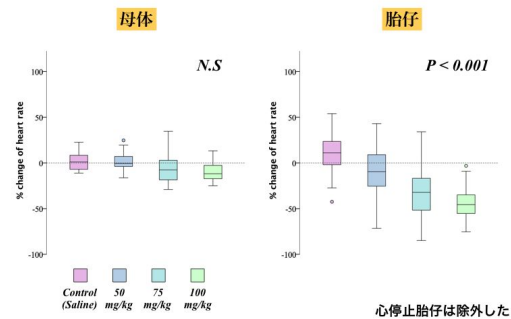 母体
胎仔
N.S
P < 0.001
% change of heart rate
100
50
0
-50
-100
% change of heart rate
100
50
0
-50
-100
Control
(Saline)
50
mg/kg
75
mg/kg
100
mg/kg
心停止胎仔は除外した